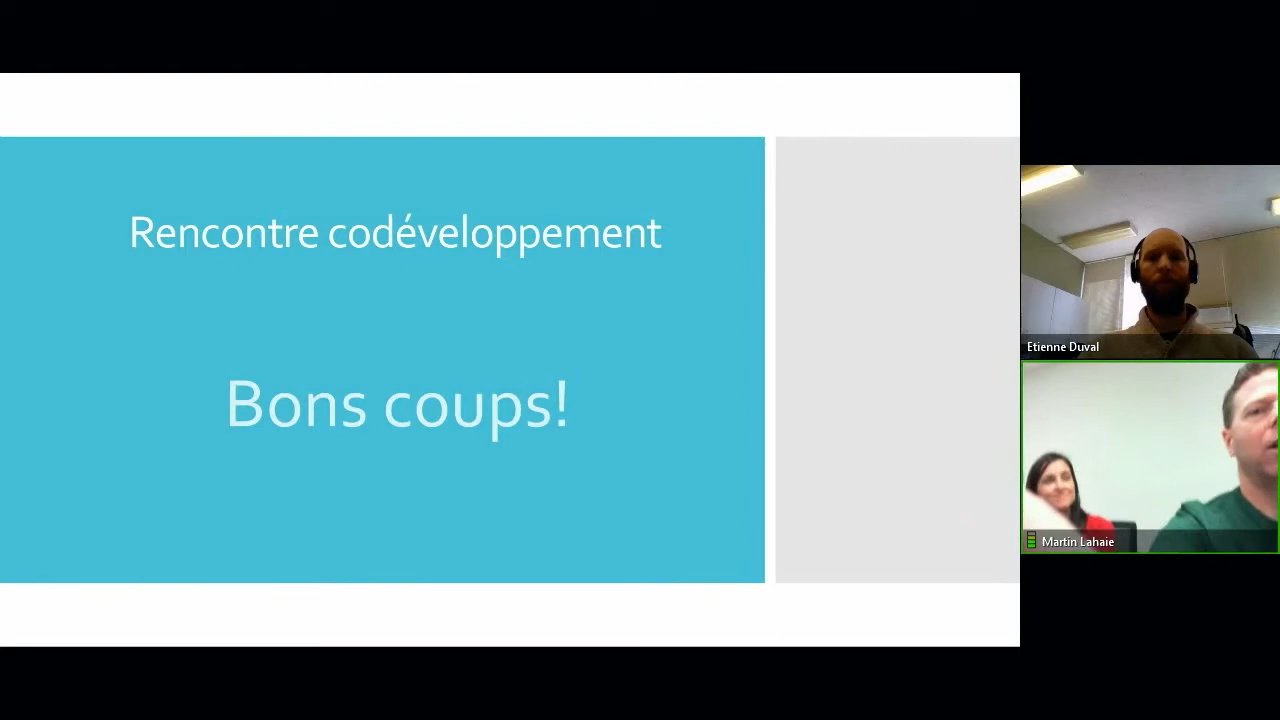 Rencontre codéveloppement
Bons coups!
Etienne Duval
Martin Lahaie